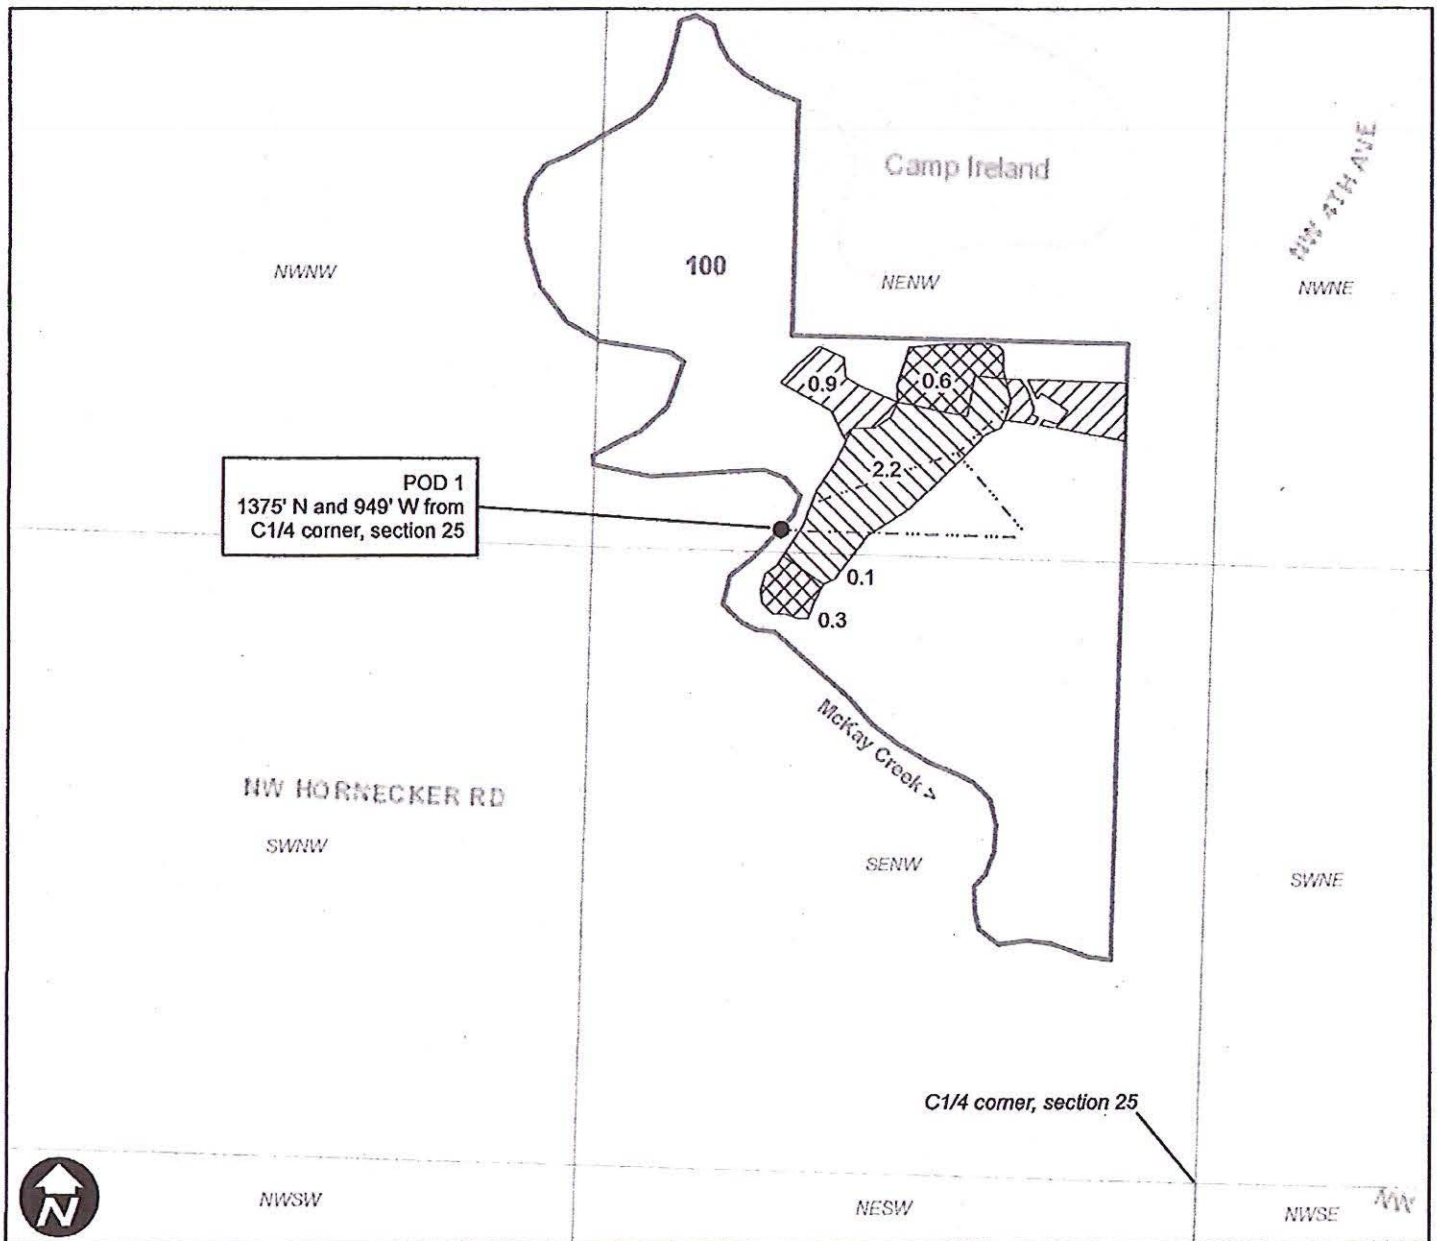 Camp Ireland
NW 4TH AVE
NWNW
100
NENW
NWNE
0.9
0.6
2.2
POD 1
1375' N and 949' W from
C1/4 corner, section 25
0.1
0.3
McKay Creek >
NW HORNECKER RD
SWNW
SENW
SWNE
C1/4 corner, section 25
N
NWSW
NESW
NWSE
NW